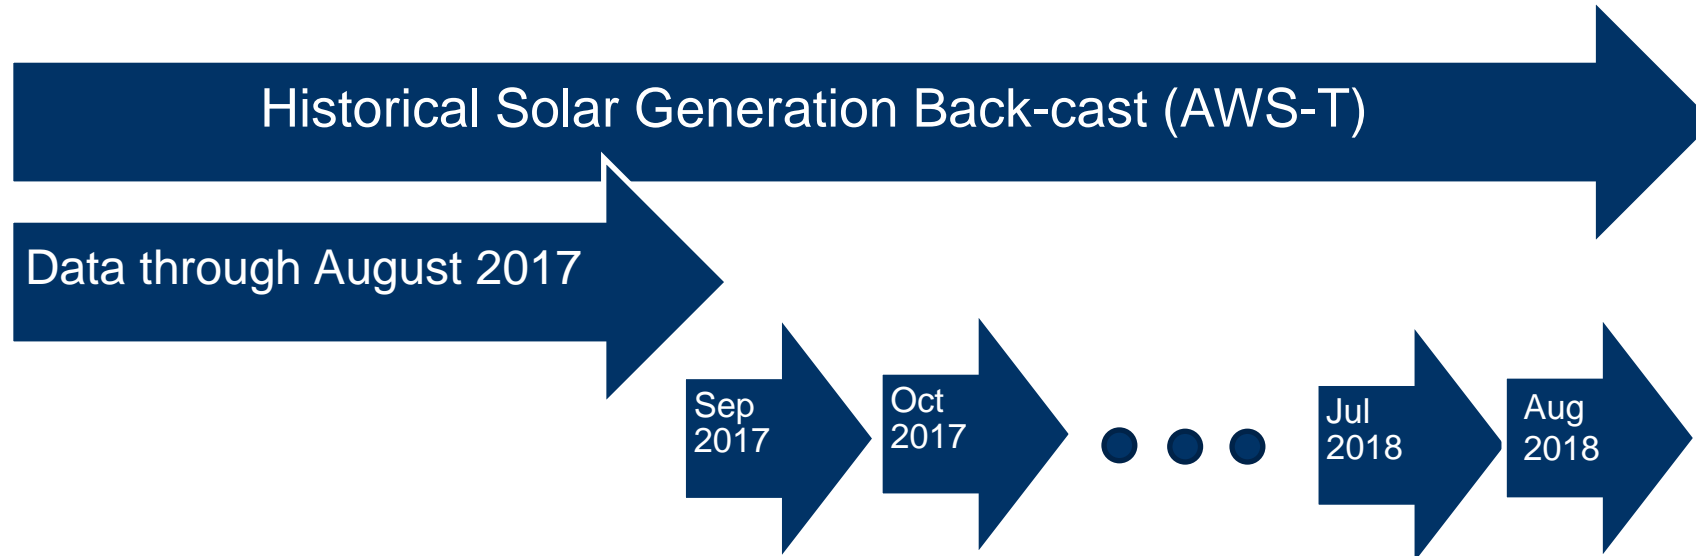 Historical Solar Generation Back-cast (AWS-T)
Data through August 2017
Sep
2017
Oct
2017
Jul
2018
Aug
2018